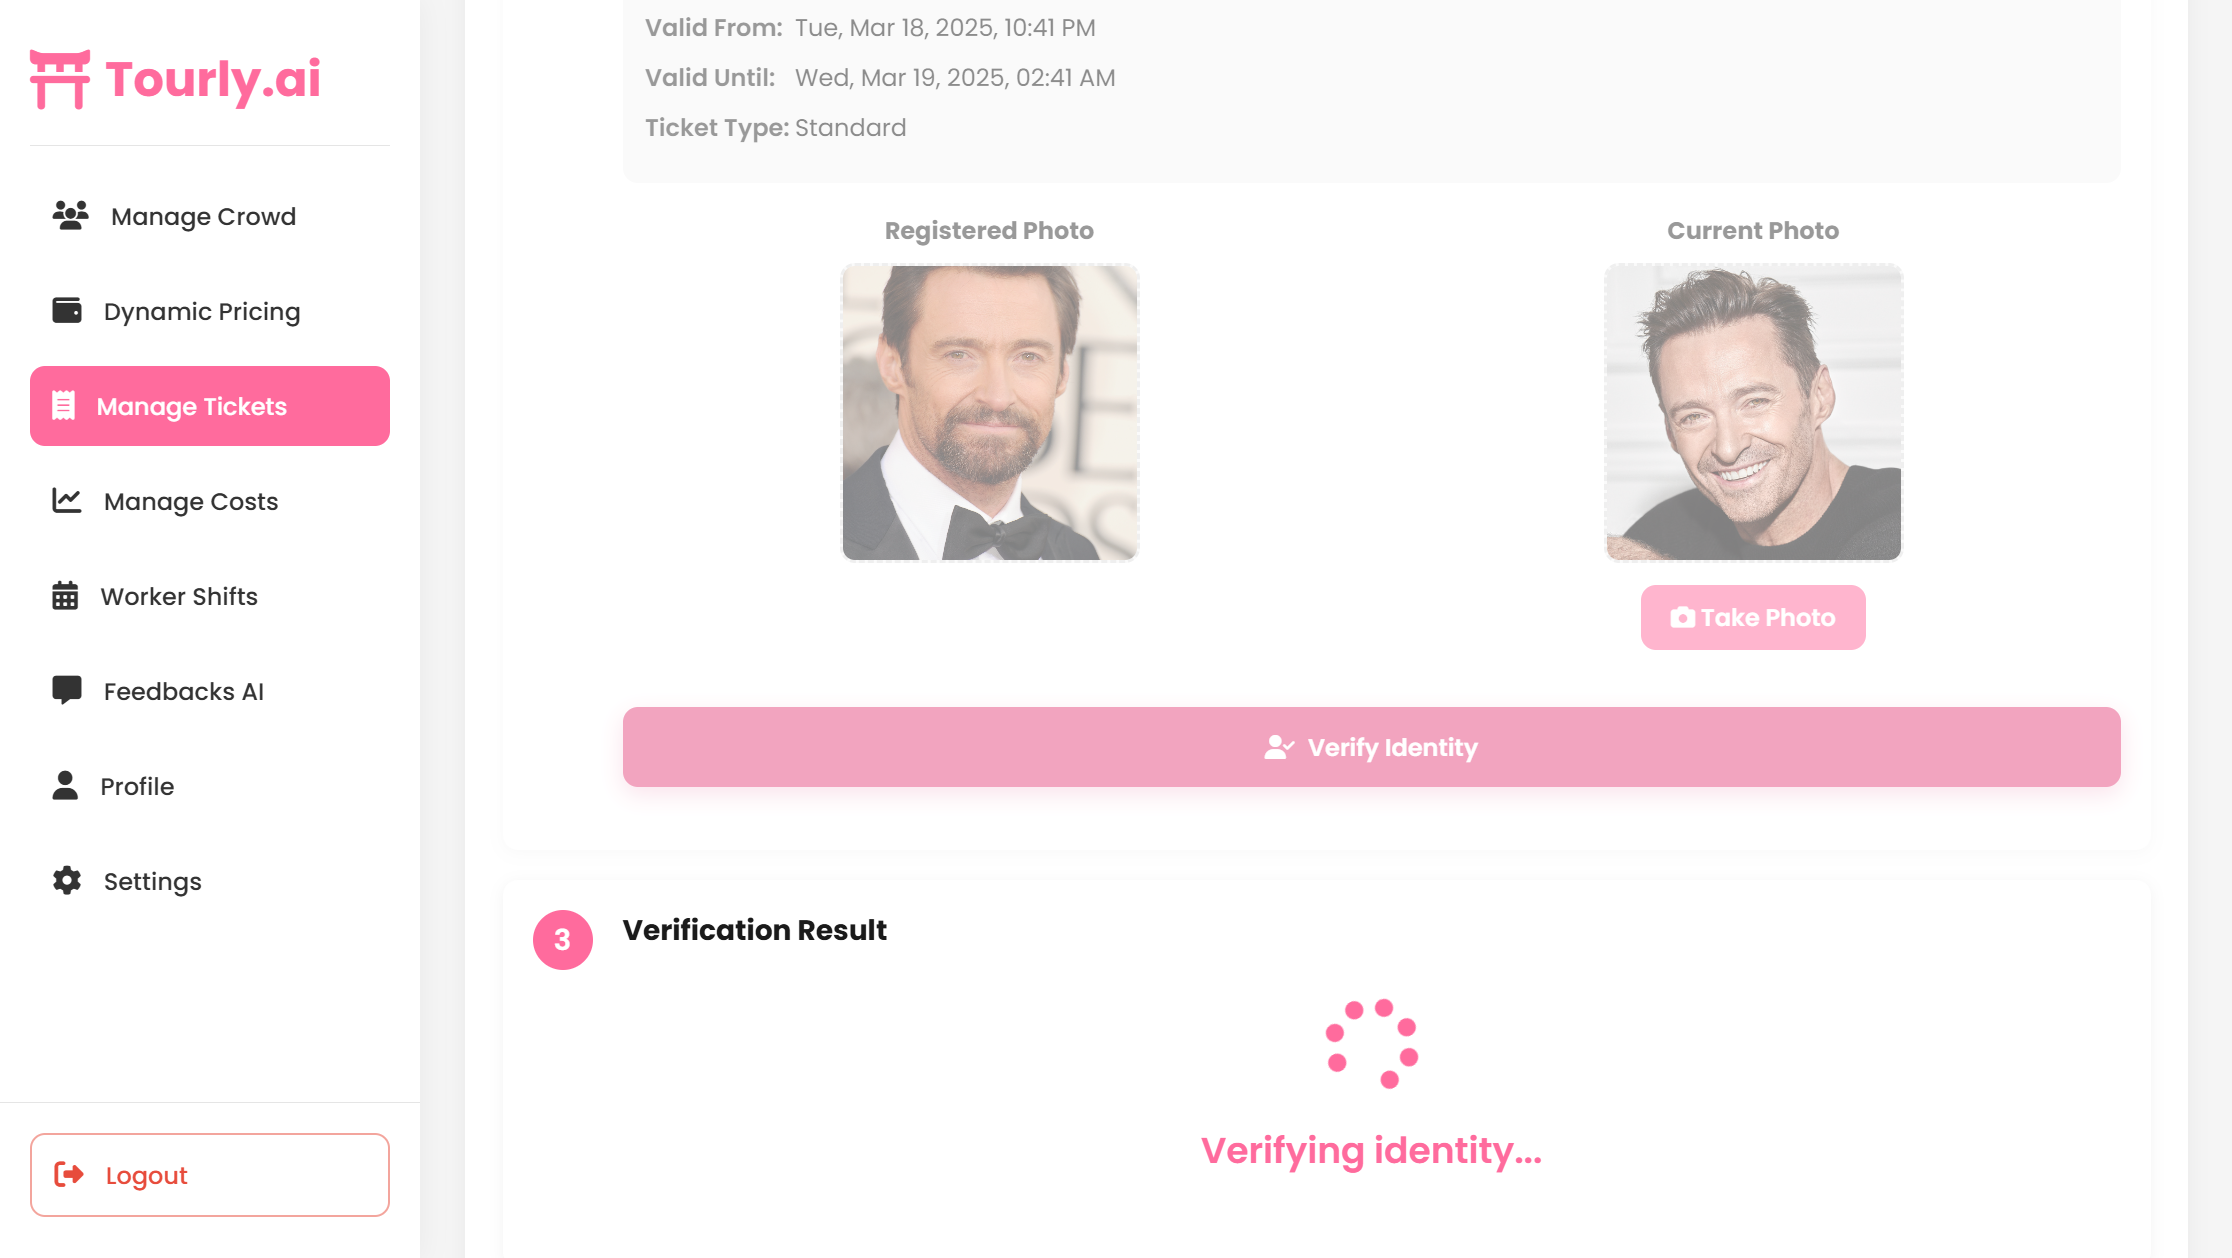 Tourly.ai
Manage Crowd
Dynamic Pricing
Manage Tickets
Manage Costs
Worker Shifts
Feedbacks AI
Profile
Settings
Logout
Valid From: Tue, Mar 18, 2025, 10:41 PM
Valid Until: Wed, Mar 19, 2025, 02:41 AM
Ticket Type: Standard
Registered Photo
Current Photo
Take Photo
Verify Identity
3
Verification Result
Verifying identity...